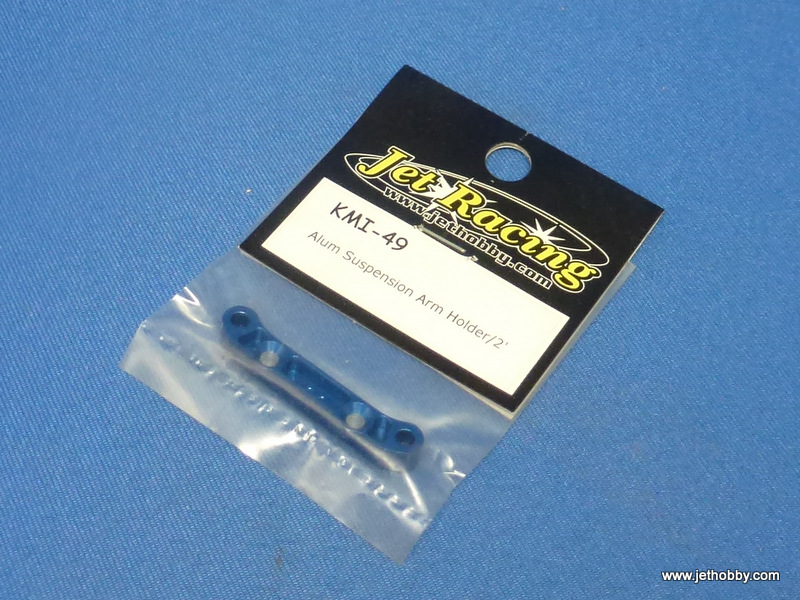 Jet Racing
www.jethobby.com
KMI-49
Alum Suspension Arm Holder/2'
www.jethobby.com